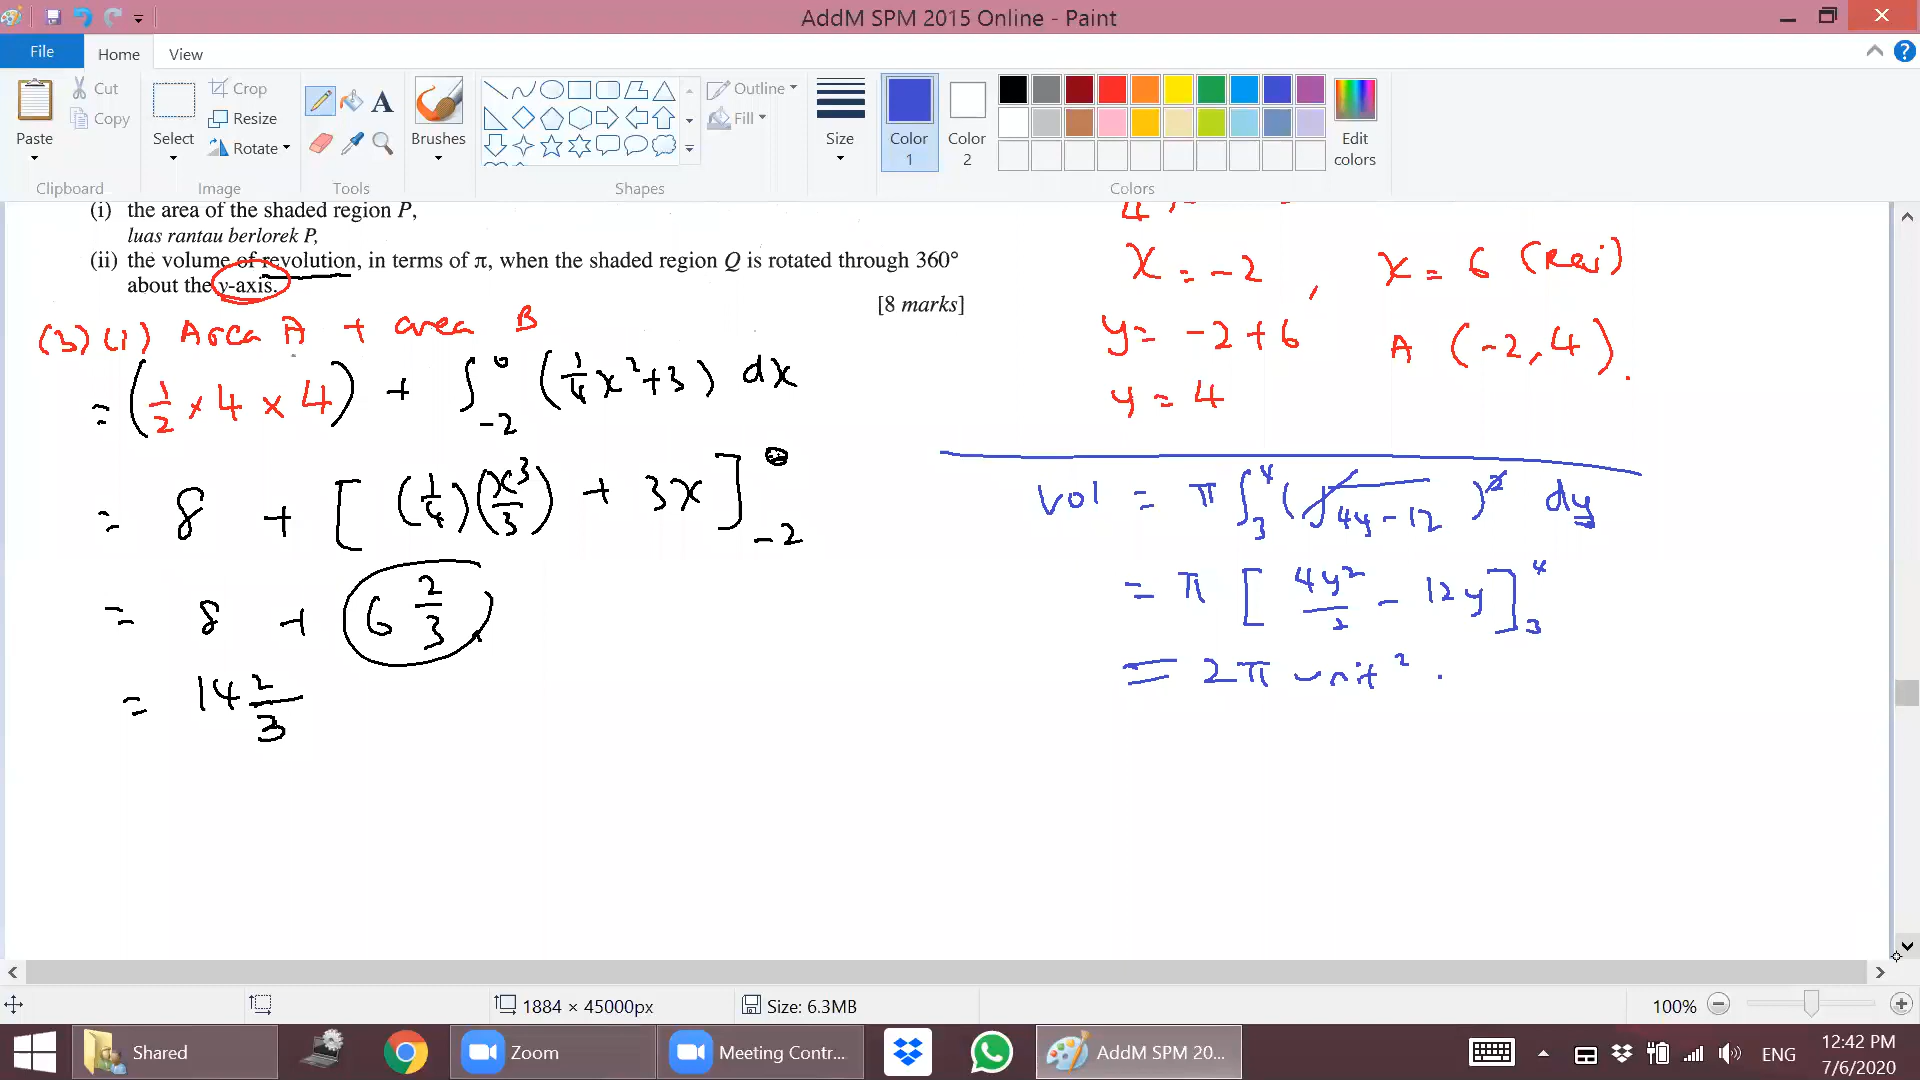 AddM SPM 2015 Online - Paint
File Home View
Paste
Cut
Copy
Clipboard
Select
Crop
Resize
Rotate
Image
A
Tools
Brushes
Shapes
Outline
Fill
Size
Color 1
Color 2
Colors
Edit colors
(i) the area of the shaded region P,
luas rantau berlorek P,
(ii) the volume of revolution, in terms of π, when the shaded region Q is rotated through 360°
about the y-axis.
[8 marks]
(3)(i) Area A + area B
= (1/2 × 4 × 4) + ∫_{-2}^{0} (1/4 x² + 3) dx
= 8 + [(1/4)(x³/3) + 3x]_{-2}^{0}
= 8 + 6 2/3
= 14 2/3
x = -2 , x = 6 (Rej)
y = -2 + 6 A (-2, 4).
y = 4
Vol = π ∫_{3}^{4} (√4y - 12)² dy
= π [4y²/2 - 12y]_{3}^{4}
= 2π unit².
1884 × 45000px
Size: 6.3MB
100%
Shared
Zoom
Meeting Contr...
AddM SPM 20...
ENG
12:42 PM
7/6/2020